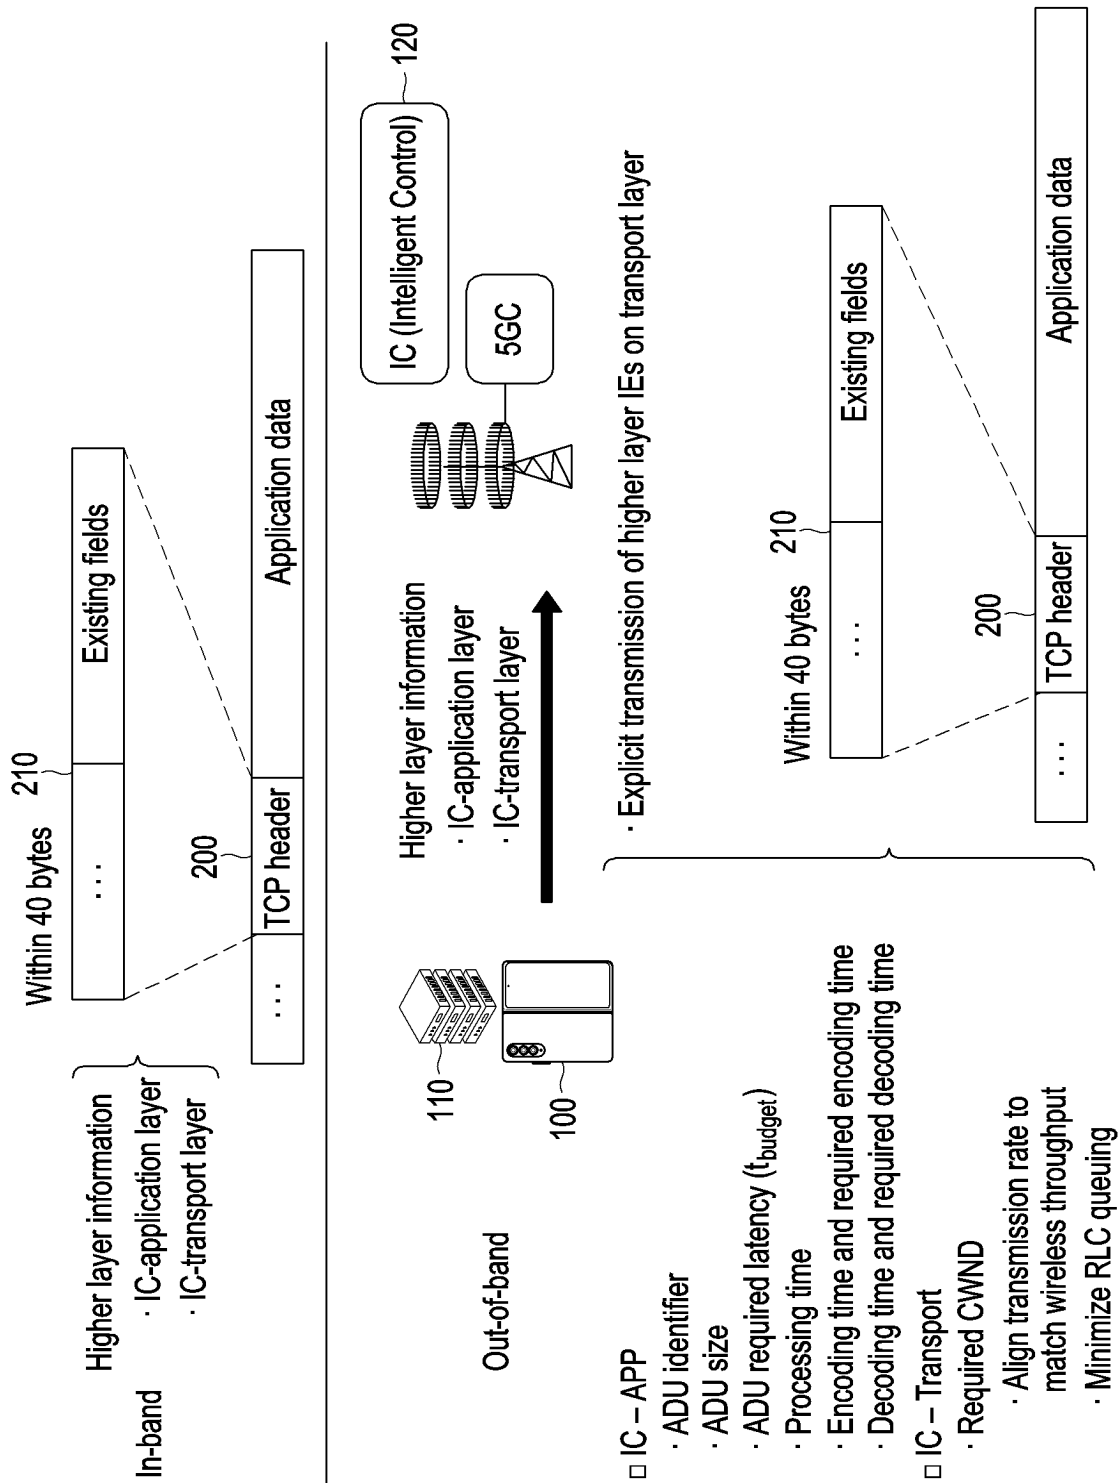 In-band
Higher layer information
· IC-application layer
· IC-transport layer
Within 40 bytes
210
. . .
Existing fields
200
. . .
TCP header
Application data
Out-of-band
110
100
Higher layer information
· IC-application layer
· IC-transport layer
IC (Intelligent Control)
120
5GC
□ IC – APP
· ADU identifier
· ADU size
· ADU required latency (tbudget)
· Processing time
· Encoding time and required encoding time
· Decoding time and required decoding time
□ IC – Transport
· Required CWND
· Align transmission rate to
match wireless throughput
· Minimize RLC queuing
· Explicit transmission of higher layer IEs on transport layer
Within 40 bytes
210
. . .
Existing fields
200
. . .
TCP header
Application data